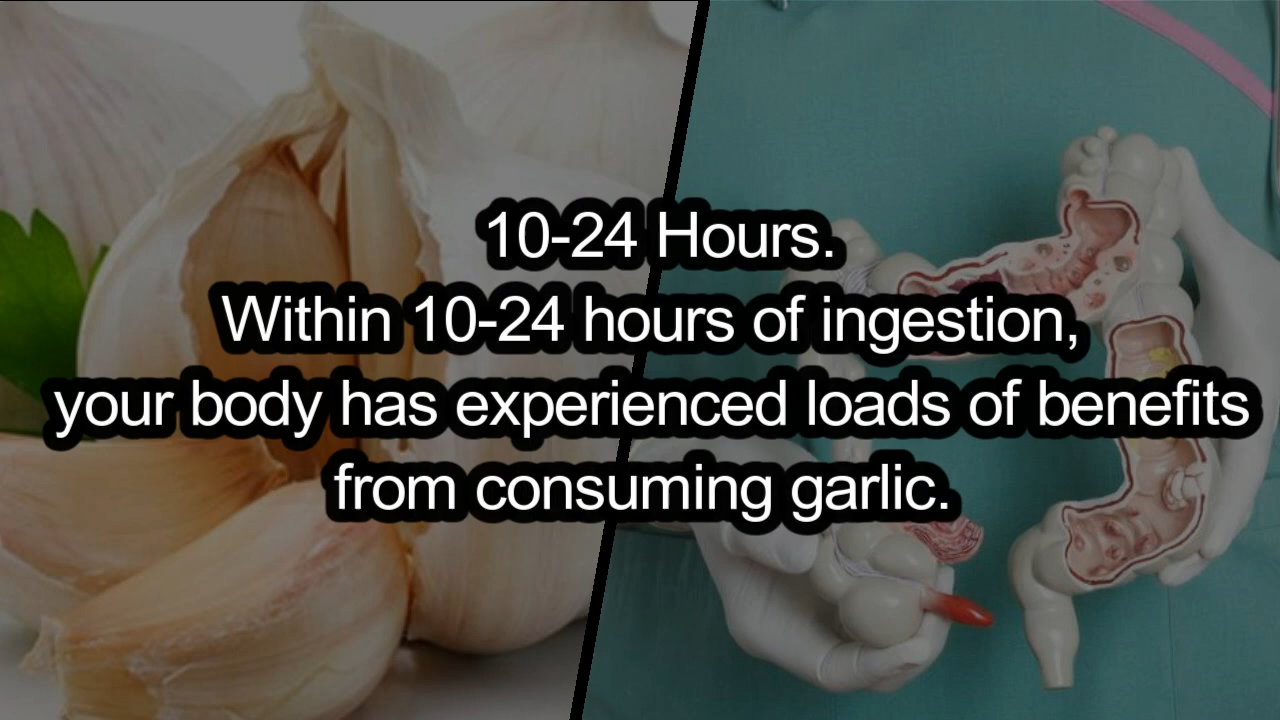 10-24 Hours.
Within 10-24 hours of ingestion,
your body has experienced loads of benefits
from consuming garlic.